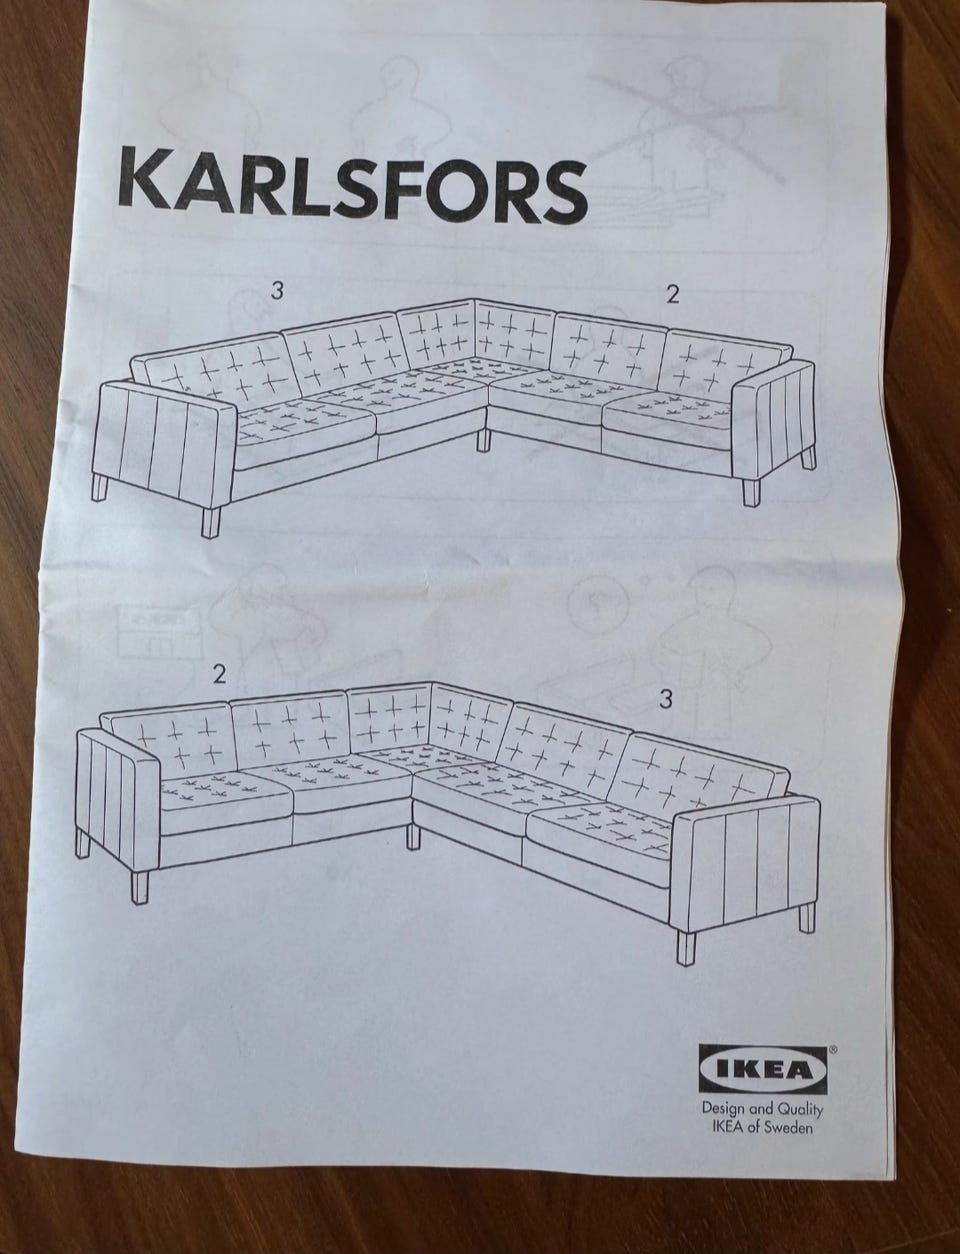 KARLSFORS
3
2
2
3
IKEA®
Design and Quality
IKEA of Sweden